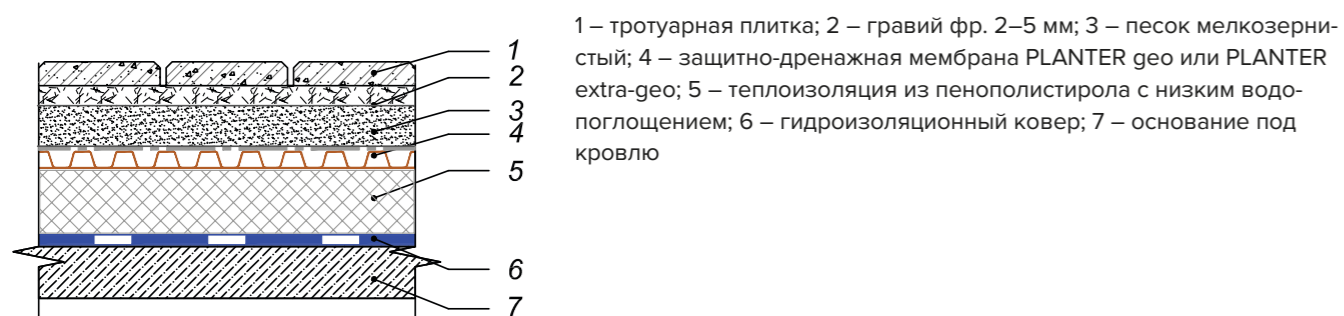 1 – тротуарная плитка; 2 – гравий фр. 2–5 мм; 3 – песок мелкозерни-
стый; 4 – защитно-дренажная мембрана PLANTER geo или PLANTER
extra-geo; 5 – теплоизоляция из пенополистирола с низким водо-
поглощением; 6 – гидроизоляционный ковер; 7 – основание под
кровлю
1
2
3
4
5
6
7